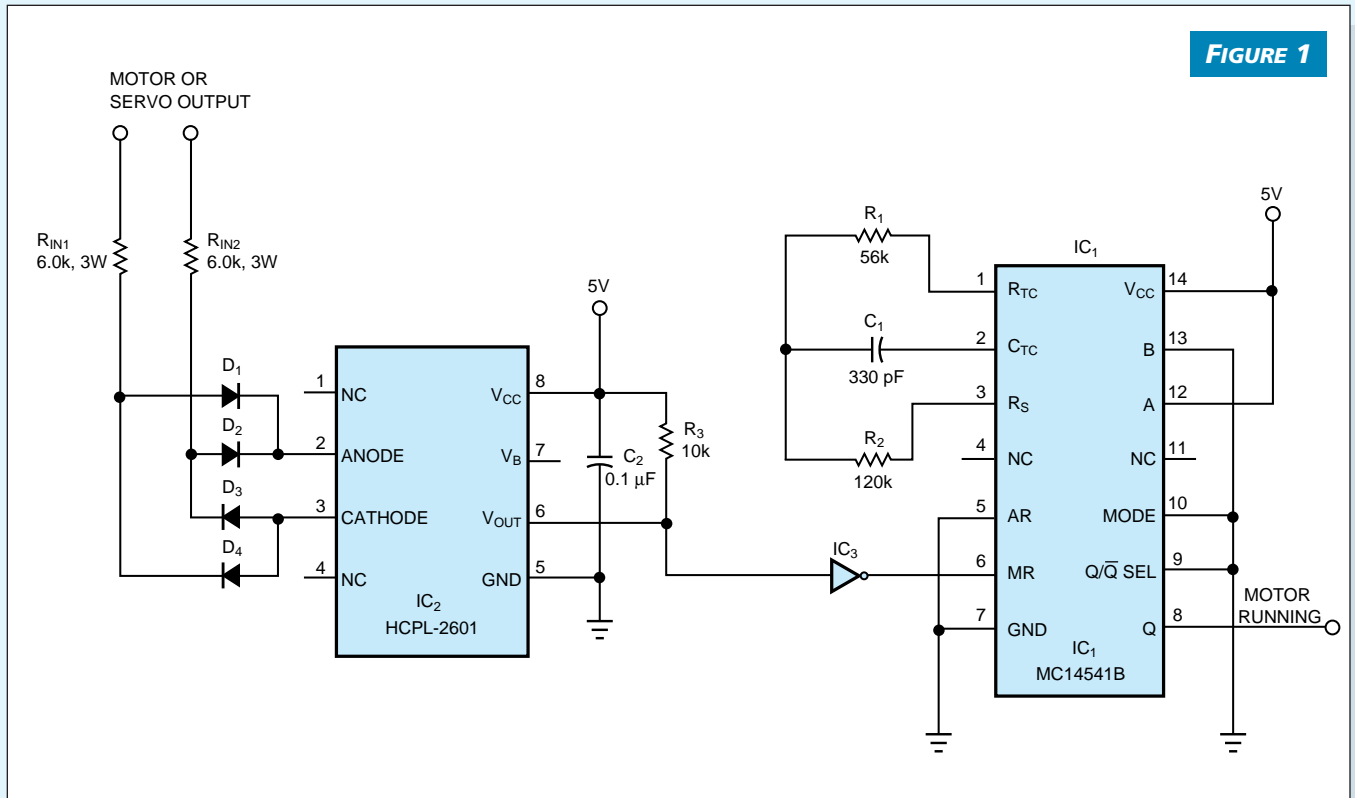 FIGURE 1
MOTOR OR
SERVO OUTPUT
RIN1
6.0k, 3W
RIN2
6.0k, 3W
D1
D2
D3
D4
1
NC
2
ANODE
3
CATHODE
4
NC
VCC
8
VB
7
VOUT
6
GND
5
IC2
HCPL-2601
5V
C2
0.1 µF
R3
10k
IC3
R1
56k
C1
330 pF
R2
120k
IC1
1
RTC
2
CTC
3
RS
4
NC
5
AR
6
MR
7
GND
VCC
14
B
13
A
12
NC
11
MODE
10
Q/Q̅ SEL
9
Q
8
IC1
MC14541B
5V
MOTOR
RUNNING